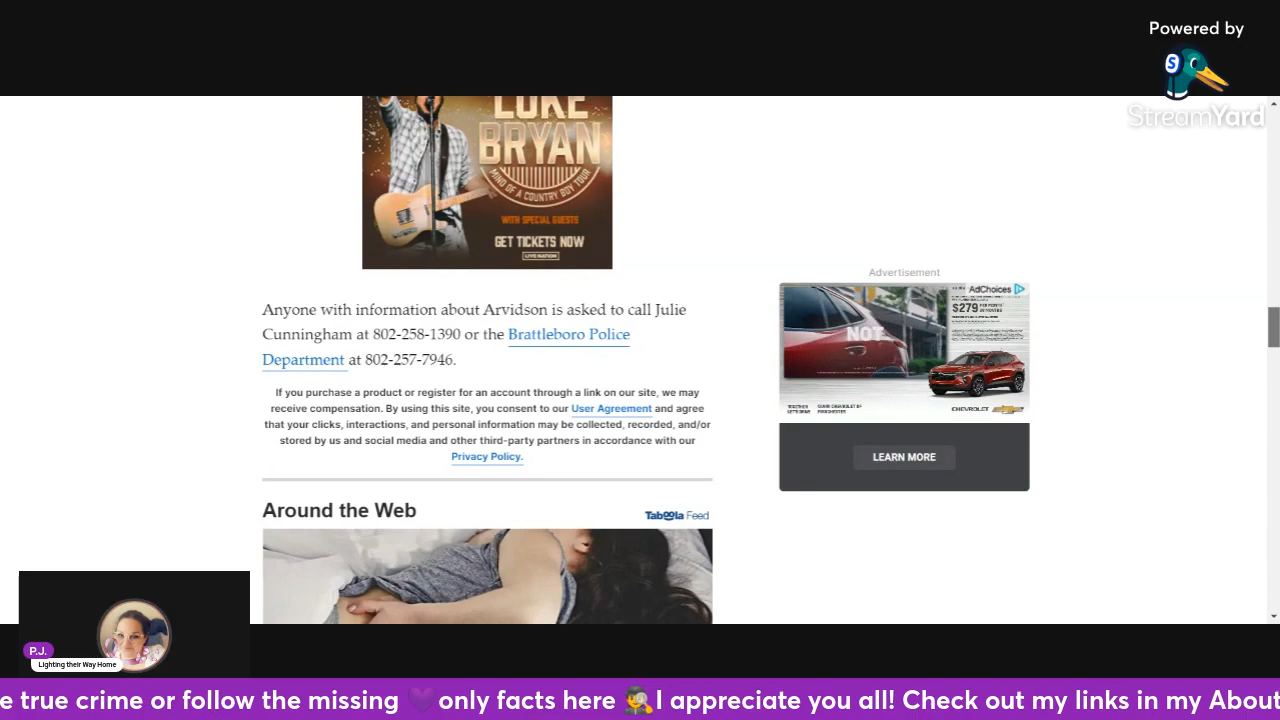 Powered by
StreamYard
LUKE
BRYAN
MIND OF A COUNTRY BOY TOUR
WITH SPECIAL GUESTS
GET TICKETS NOW
LIVE NATION
Advertisement
AdChoices
$279
NOT
CHEVROLET
LEARN MORE
Anyone with information about Arvidson is asked to call Julie
Cunningham at 802-258-1390 or the Brattleboro Police
Department at 802-257-7946.
If you purchase a product or register for an account through a link on our site, we may
receive compensation. By using this site, you consent to our User Agreement and agree
that your clicks, interactions, and personal information may be collected, recorded, and/or
stored by us and social media and other third-party partners in accordance with our
Privacy Policy.
Around the Web
Taboola Feed
P.J.
Lighting their Way Home
e true crime or follow the missing 💜only facts here 🕵️I appreciate you all! Check out my links in my About